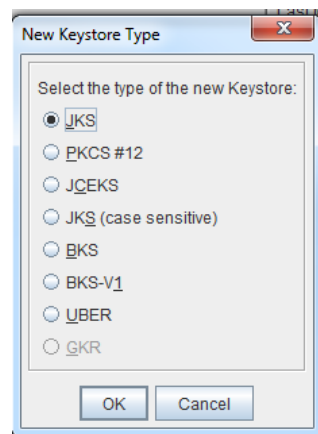 New Keystore Type
Select the type of the new Keystore:
JKS
PKCS #12
JCEKS
JKS (case sensitive)
BKS
BKS-V1
UBER
GKR
OK Cancel